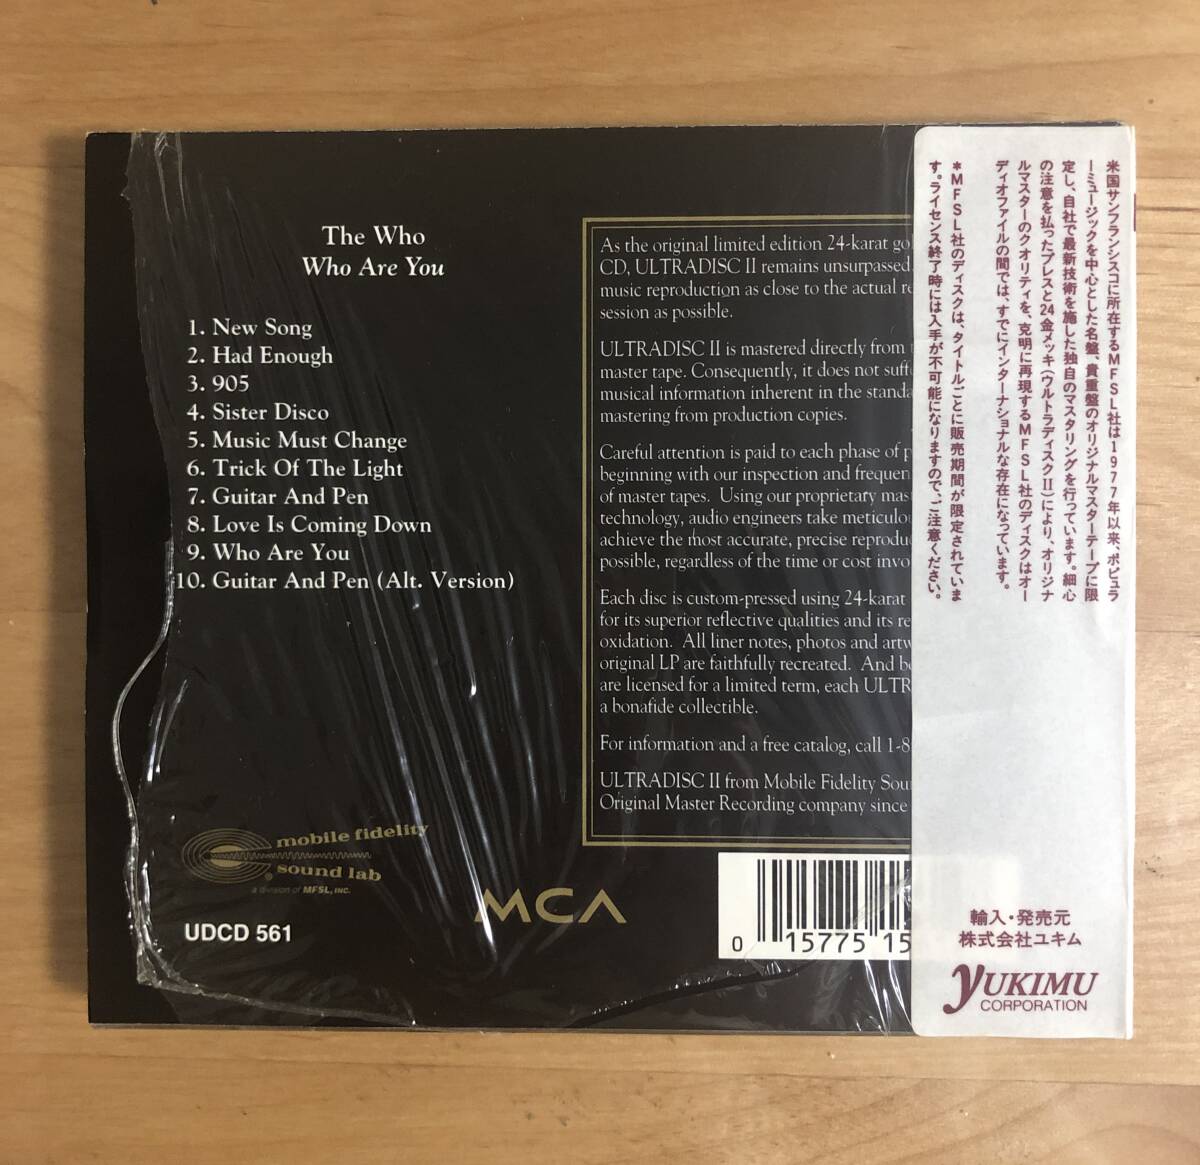 The Who
Who Are You
1. New Song
2. Had Enough
3. 905
4. Sister Disco
5. Music Must Change
6. Trick Of The Light
7. Guitar And Pen
8. Love Is Coming Down
9. Who Are You
10. Guitar And Pen (Alt. Version)
mobile fidelity
sound lab
a division of MFSL, INC.
UDCD 561
MCA
As the original limited edition 24-karat
CD, ULTRADISC II remains unsurpassed
music reproduction as close to the actual
session as possible.
ULTRADISC II is mastered directly from
master tape. Consequently, it does not
musical information inherent in the
mastering from production copies.
Careful attention is paid to each phase of
beginning with our inspection and
of master tapes. Using our proprietary
technology, audio engineers take
achieve the most accurate, precise
possible, regardless of the time or cost
Each disc is custom-pressed using 24-karat
for its superior reflective qualities and its
oxidation. All liner notes, photos and
original LP are faithfully recreated. And
are licensed for a limited term, each
a bonafide collectible.
For information and a free catalog, call 1-8
ULTRADISC II from Mobile Fidelity
Original Master Recording company since
0 15775 15
米国サンフランシスコに所在するMFSL社は1977年以来、ポピュラ
ーミュージックを中心とした名盤、貴重盤のオリジナルマスターテープに限
定し、自社で最新技術を施した独自のマスタリングを行っています。細心
の注意を払ったプレスと24金メッキ(ウルトラディスクII)により、オリジナ
ルマスターのクオリティを、克明に再現するMFSL社のディスクはオー
ディオファイルの間では、すでにインターナショナルな存在になっています。
*MFSL社のディスクは、タイトルごとに販売期間が限定されていま
す。ライセンス終了時には入手が不可能になりますので、ご注意ください。
輸入・発売元
株式会社ユキム
YUKIMU
CORPORATION